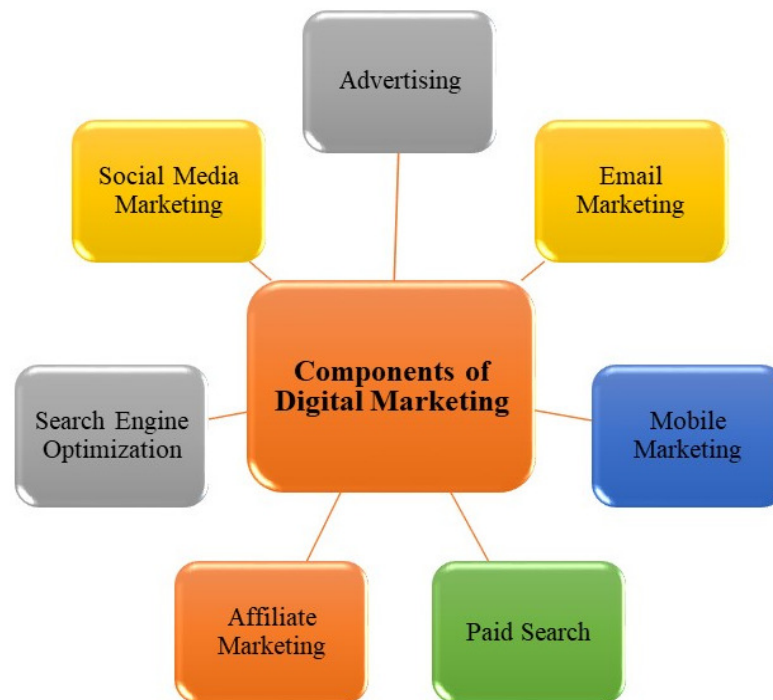 Advertising
Social Media
Marketing
Email
Marketing
Components of
Digital Marketing
Search Engine
Optimization
Mobile
Marketing
Affiliate
Marketing
Paid Search